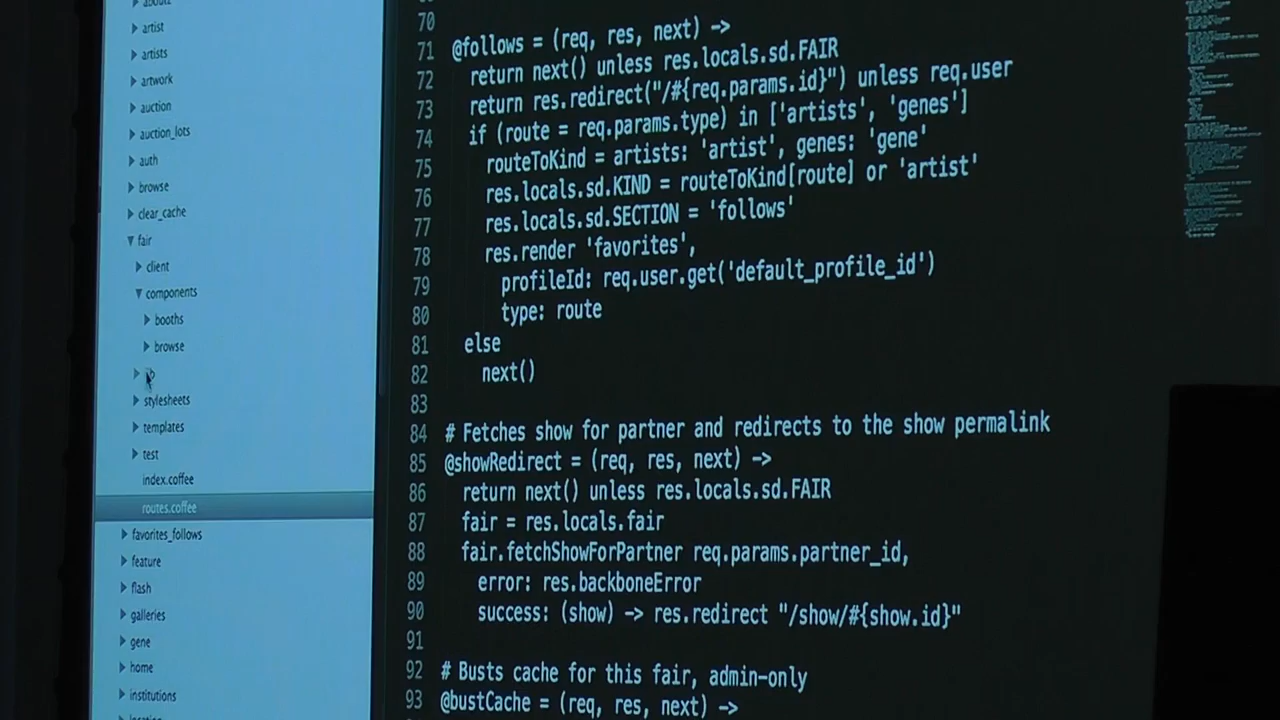 artist
artists
artwork
auction
auction_lots
auth
browse
clear_cache
fair
client
components
booths
browse
stylesheets
templates
test
index.coffee
routes.coffee
favorites_follows
feature
flash
galleries
gene
home
institutions
70
71 @follows = (req, res, next) ->
72 return next() unless res.locals.sd.FAIR
73 return res.redirect("/#{req.params.id}") unless req.user
74 if (route = req.params.type) in ['artists', 'genes']
75 routeToKind = artists: 'artist', genes: 'gene'
76 res.locals.sd.KIND = routeToKind[route] or 'artist'
77 res.locals.sd.SECTION = 'follows'
78 res.render 'favorites',
79 profileId: req.user.get('default_profile_id')
80 type: route
81 else
82 next()
83
84 # Fetches show for partner and redirects to the show permalink
85 @showRedirect = (req, res, next) ->
86 return next() unless res.locals.sd.FAIR
87 fair = res.locals.fair
88 fair.fetchShowForPartner req.params.partner_id,
89 error: res.backboneError
90 success: (show) -> res.redirect "/show/#{show.id}"
91
92 # Busts cache for this fair, admin-only
93 @bustCache = (req, res, next) ->